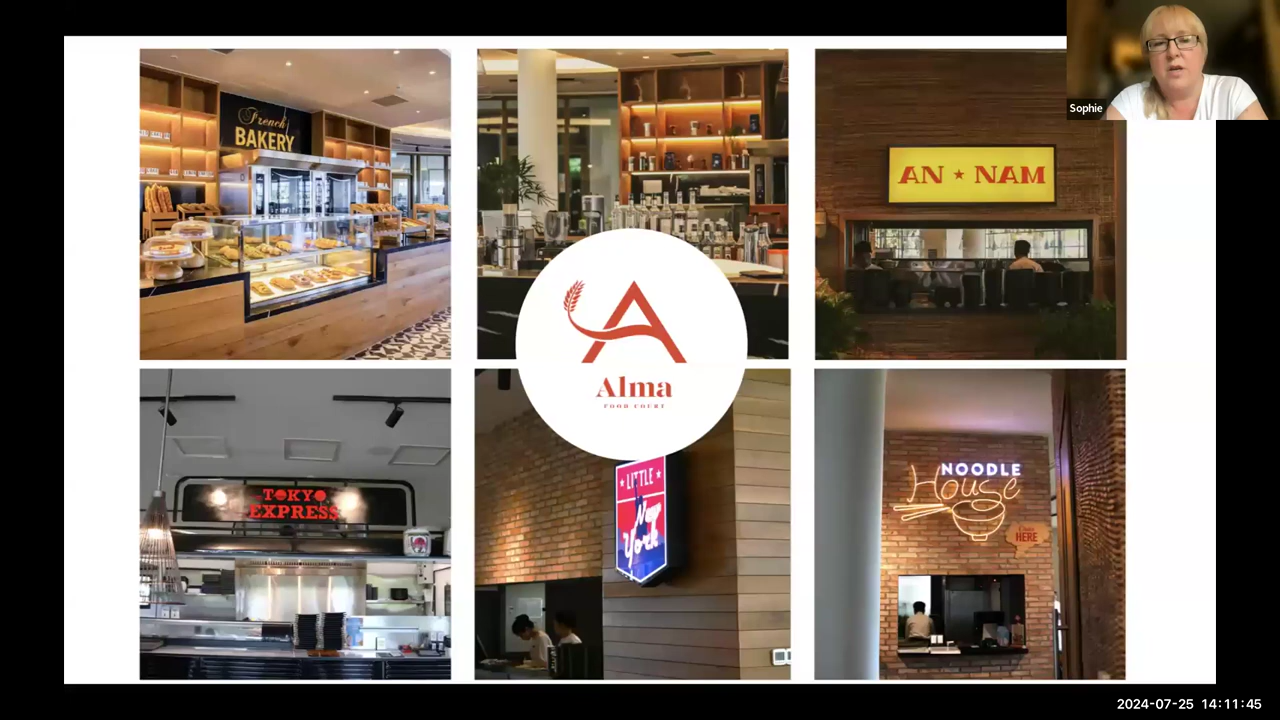 Sophie
French
BAKERY
AN ★ NAM
Alma
FOOD COURT
TOKYO
EXPRESS
★ LITTLE ★
New
York
NOODLE
House
Order
HERE
2024-07-25 14:11:45